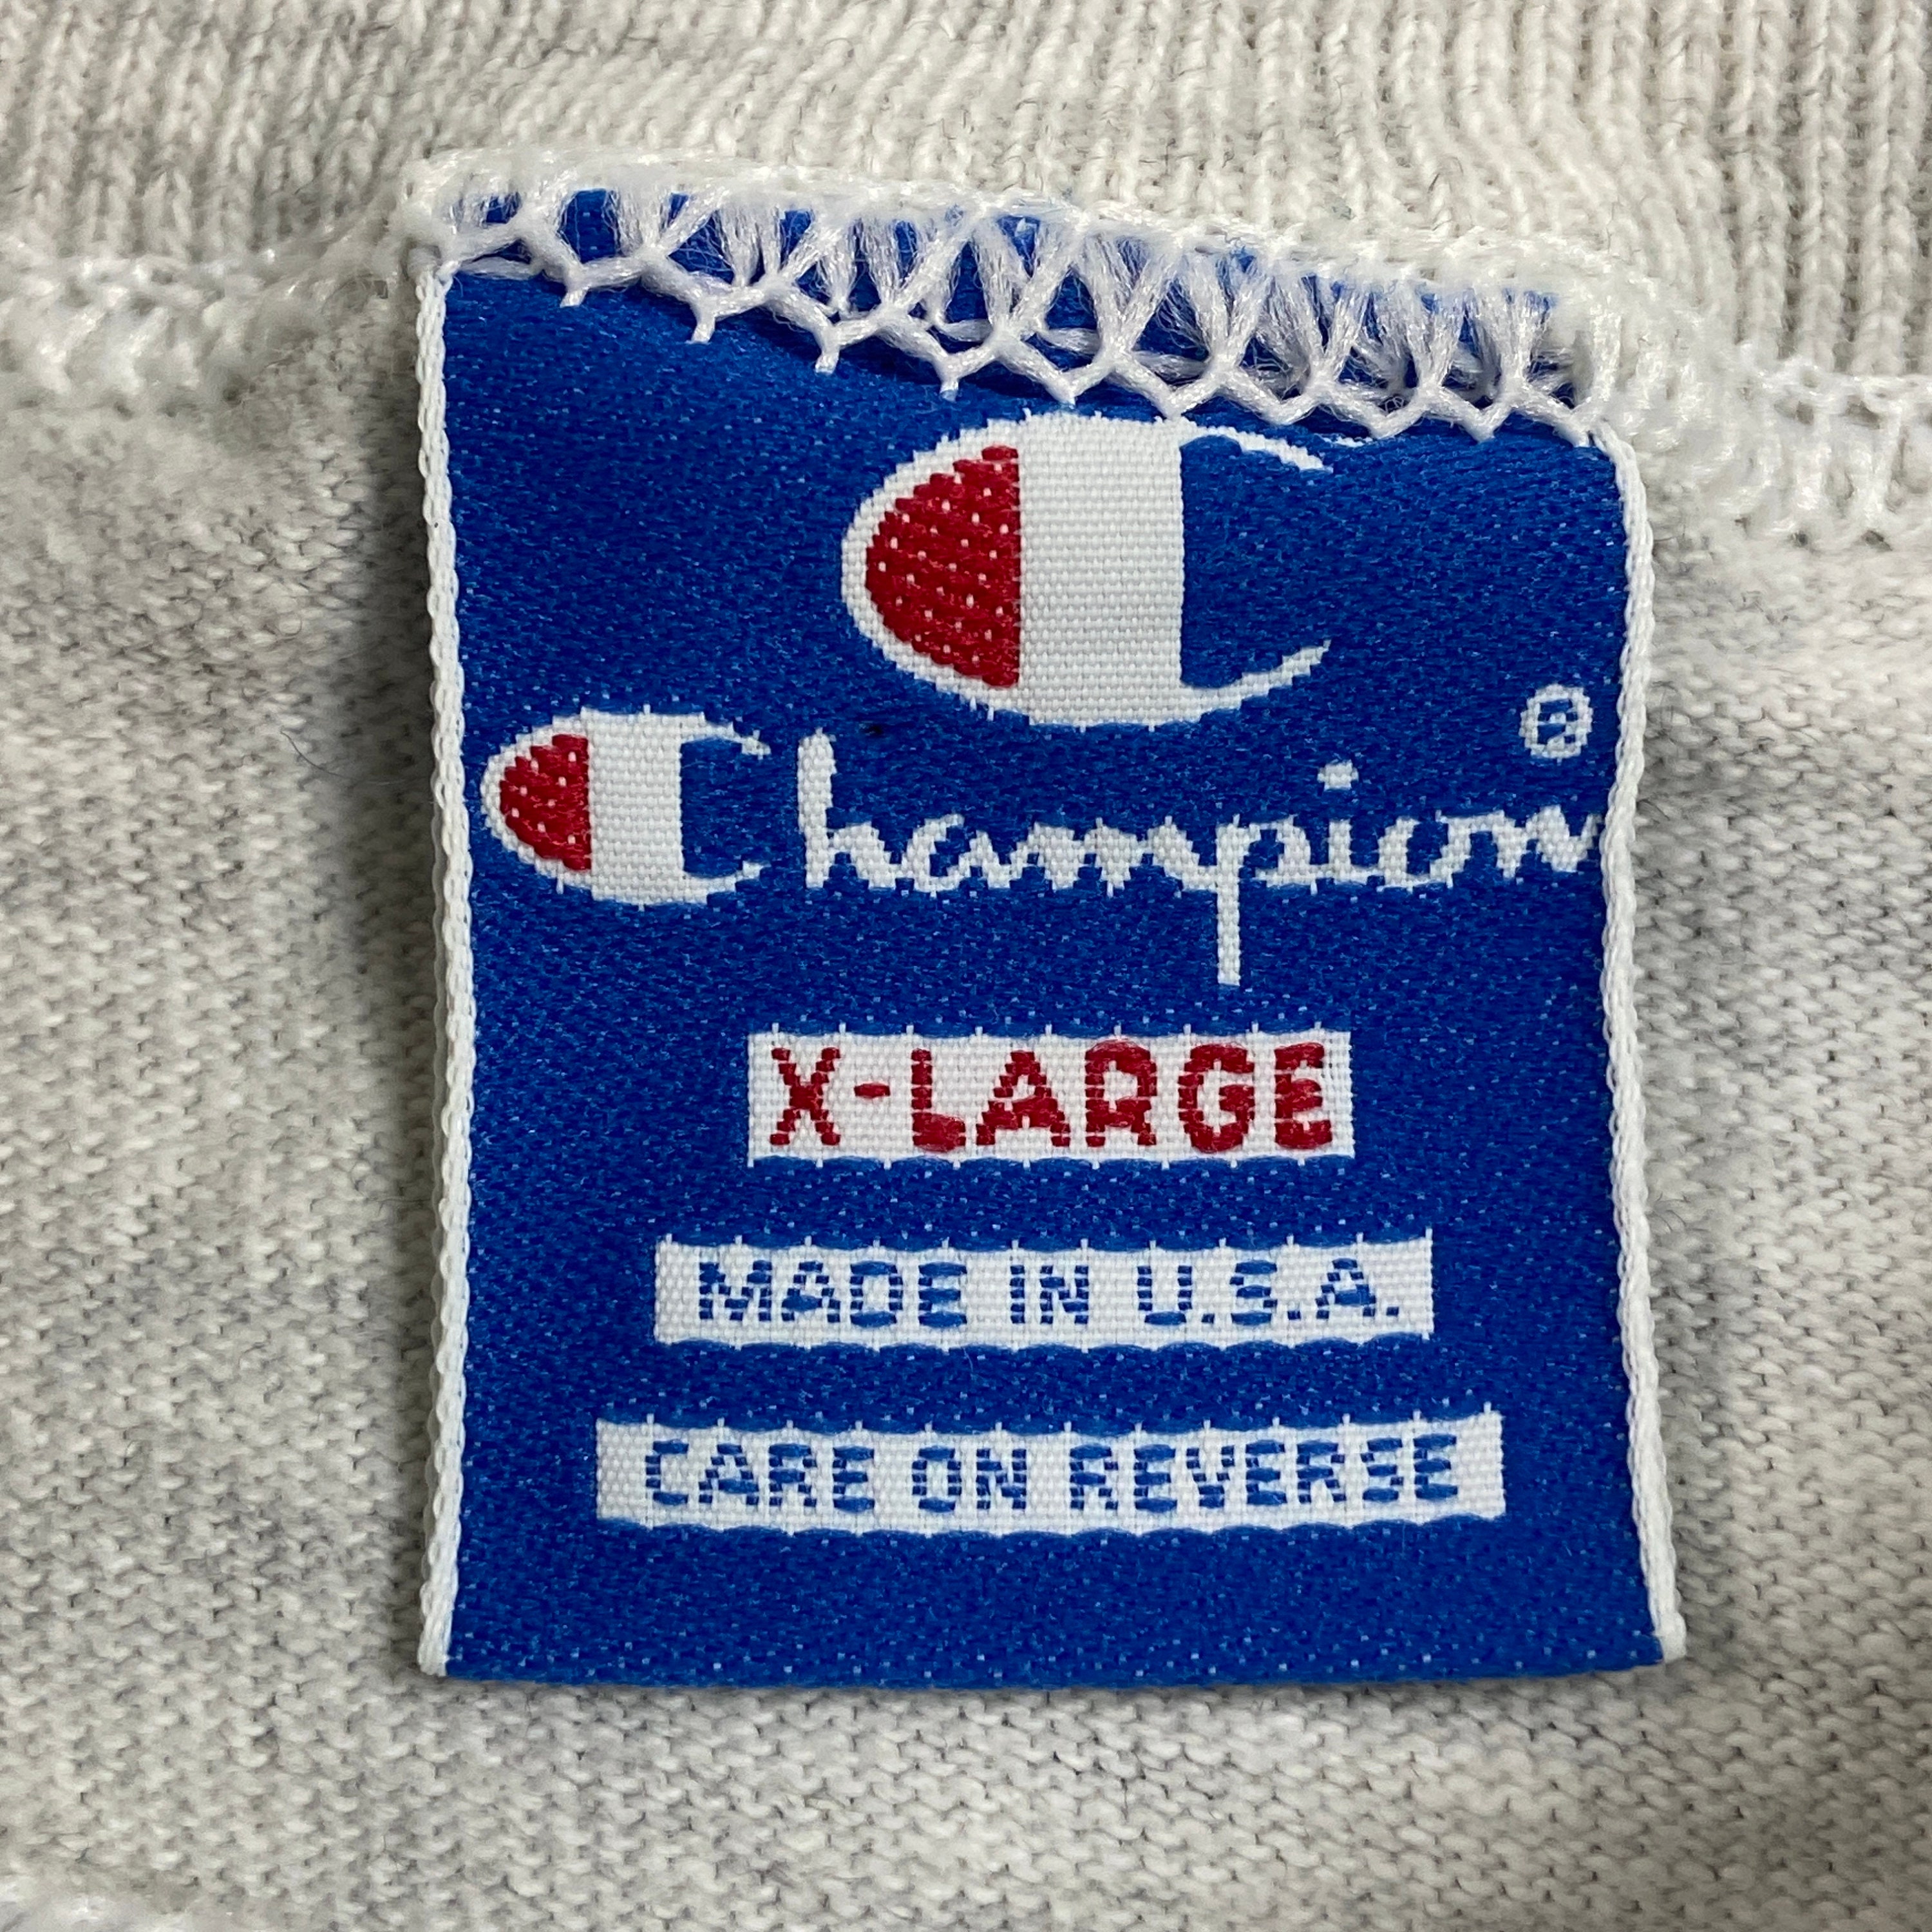 Champion®
X-LARGE
MADE IN U.S.A.
CARE ON REVERSE